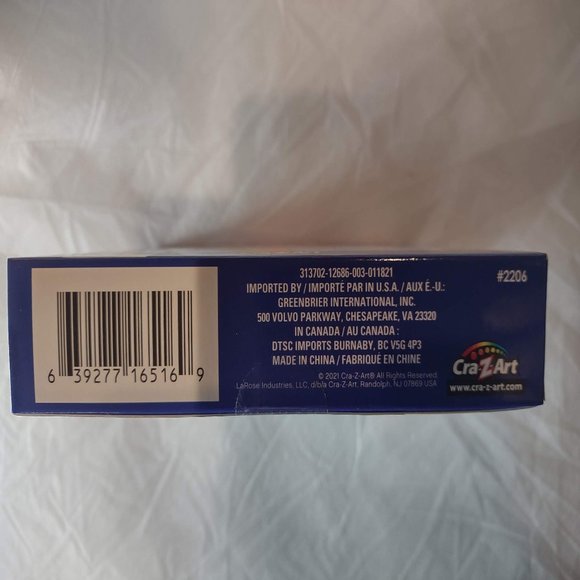 313702-12686-003-011821
IMPORTED BY / IMPORTÉ PAR IN U.S.A. / AUX É.-U.:
GREENBRIER INTERNATIONAL, INC.
500 VOLVO PARKWAY, CHESAPEAKE, VA 23320
IN CANADA / AU CANADA :
DTSC IMPORTS BURNABY, BC V5G 4P3
MADE IN CHINA / FABRIQUÉ EN CHINE
© 2021 Cra-Z-Art® All Rights Reserved
LaRose Industries, LLC, d/b/a Cra-Z-Art, Randolph, NJ 07869 USA
6 39277 16516 9
#2206
Cra-Z-Art
www.cra-z-art.com